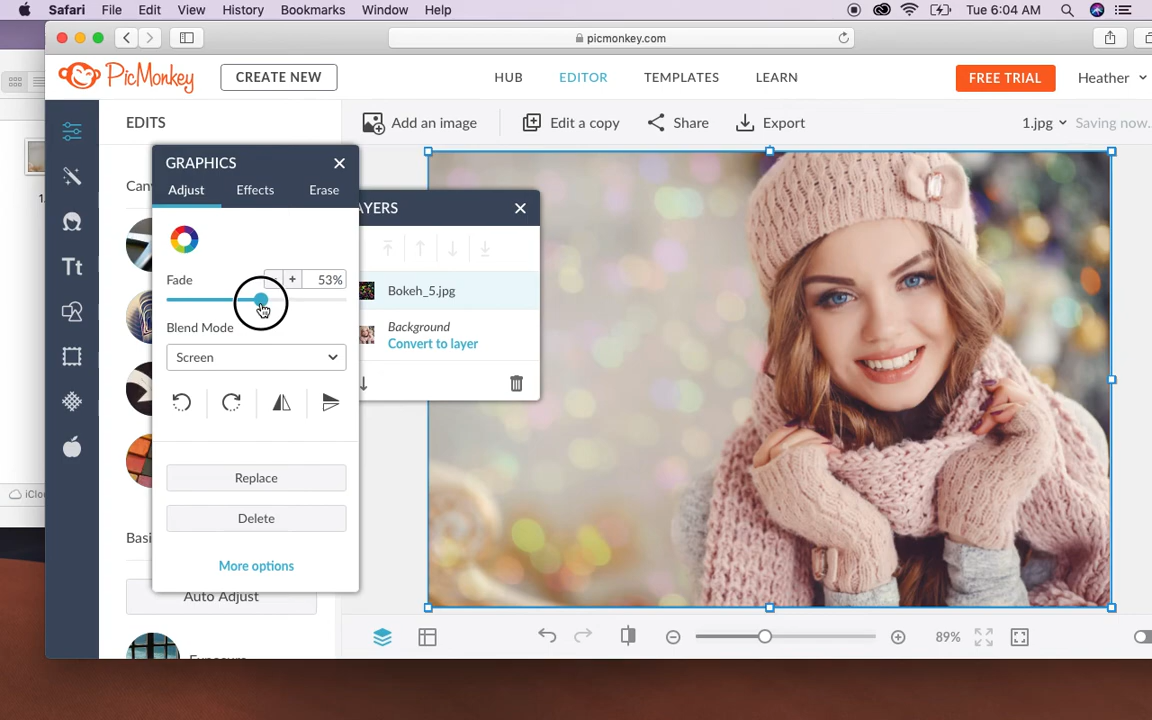 Safari File Edit View History Bookmarks Window Help Tue 6:04 AM
picmonkey.com
PicMonkey CREATE NEW HUB EDITOR TEMPLATES LEARN FREE TRIAL Heather
EDITS Add an image Edit a copy Share Export 1.jpg Saving now.
GRAPHICS
Adjust Effects Erase
Fade + 53%
Blend Mode
Screen
Replace
Delete
More options
AYERS
Bokeh_5.jpg
Background
Convert to layer
Can
Basi
Auto Adjust
Tt
89%